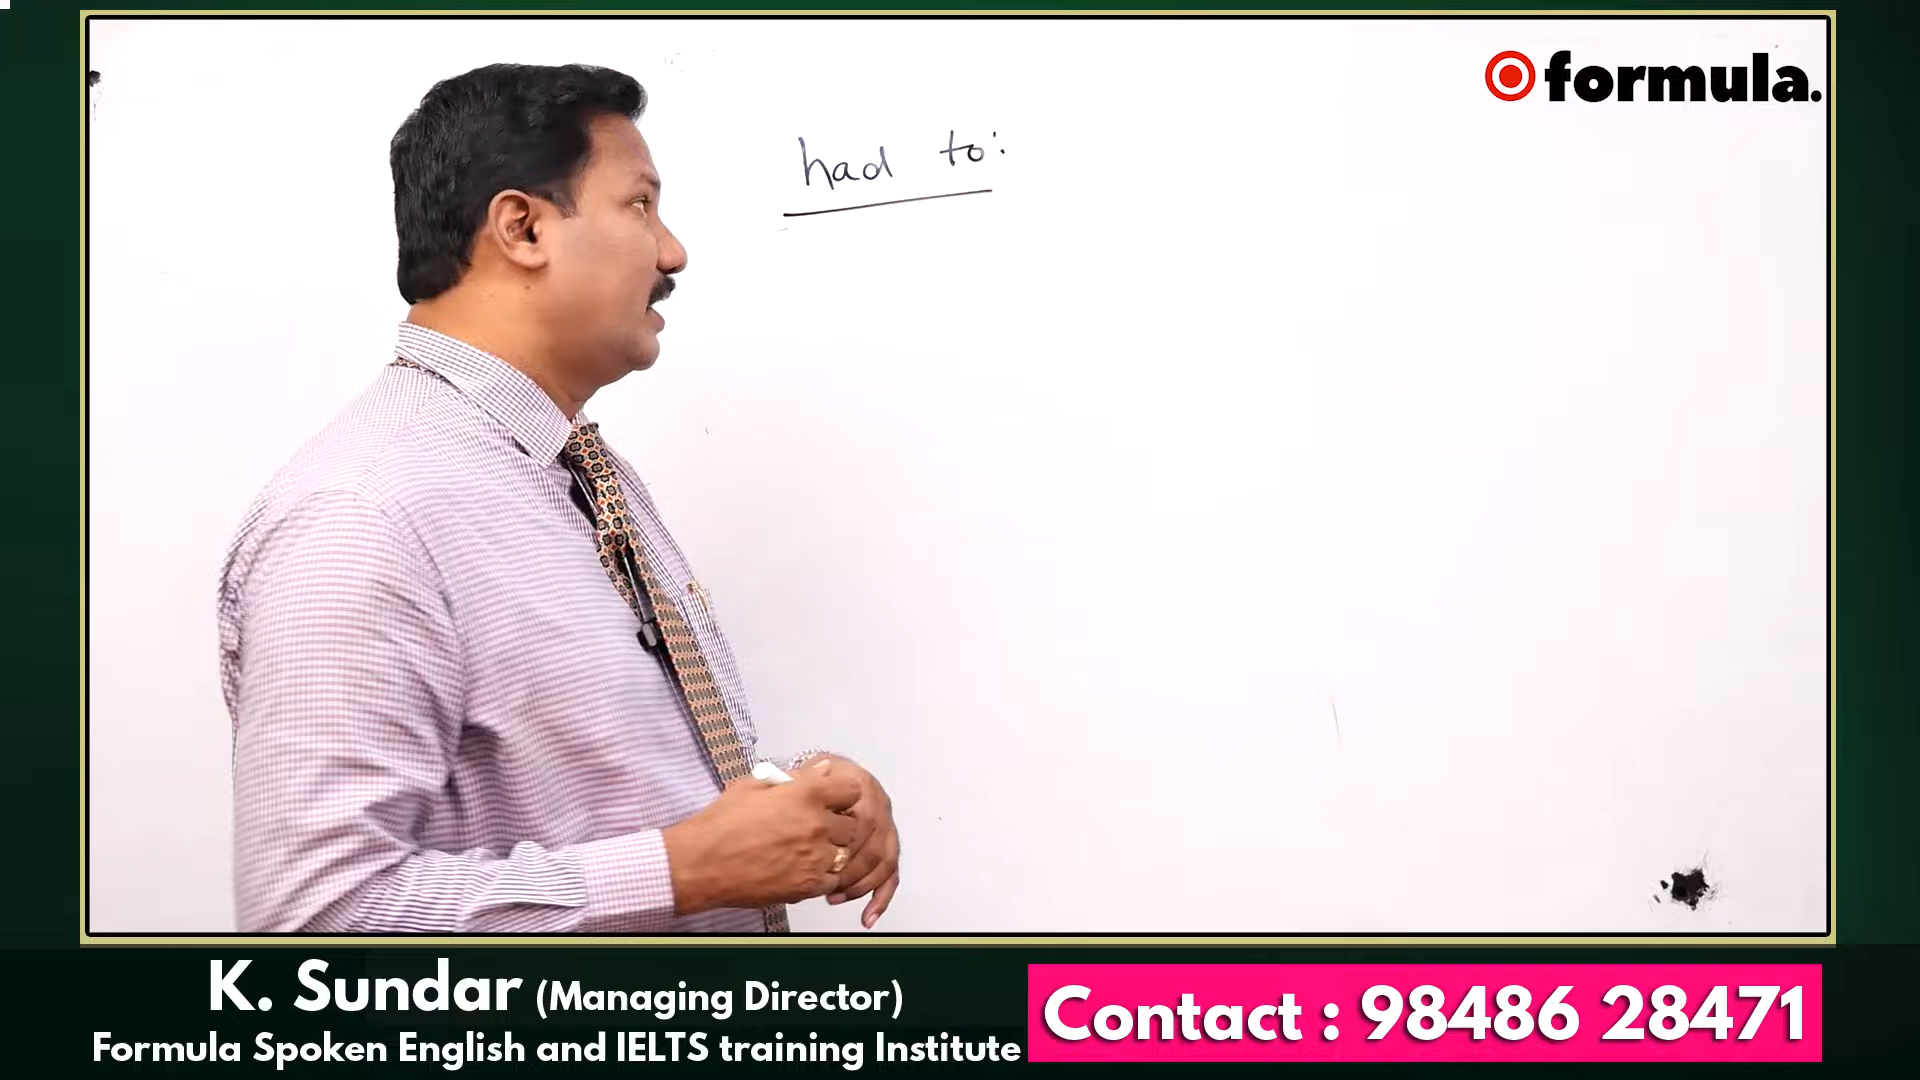 formula.
had to:
K. Sundar (Managing Director)
Formula Spoken English and IELTS training Institute
Contact : 98486 28471